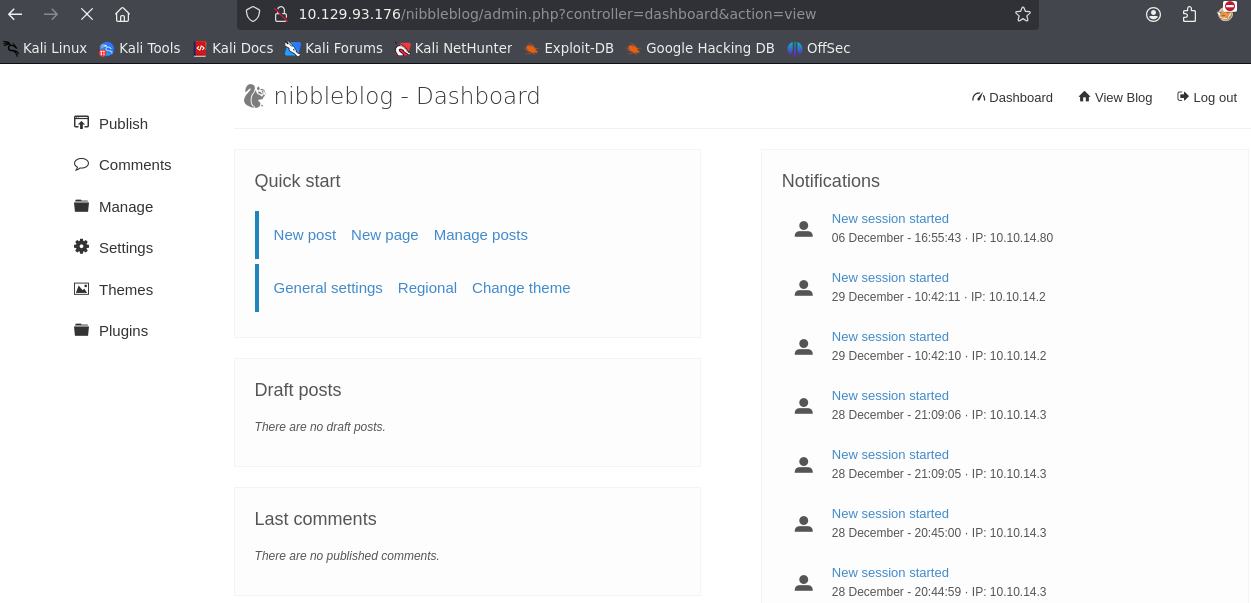 10.129.93.176/nibbleblog/admin.php?controller=dashboard&action=view
Kali Linux Kali Tools Kali Docs Kali Forums Kali NetHunter Exploit-DB Google Hacking DB OffSec
nibbleblog - Dashboard
Dashboard View Blog Log out
Publish
Comments
Manage
Settings
Themes
Plugins
Quick start
New post New page Manage posts
General settings Regional Change theme
Draft posts
There are no draft posts.
Last comments
There are no published comments.
Notifications
New session started
06 December - 16:55:43 · IP: 10.10.14.80
New session started
29 December - 10:42:11 · IP: 10.10.14.2
New session started
29 December - 10:42:10 · IP: 10.10.14.2
New session started
28 December - 21:09:06 · IP: 10.10.14.3
New session started
28 December - 21:09:05 · IP: 10.10.14.3
New session started
28 December - 20:45:00 · IP: 10.10.14.3
New session started
28 December - 20:44:59 · IP: 10.10.14.3